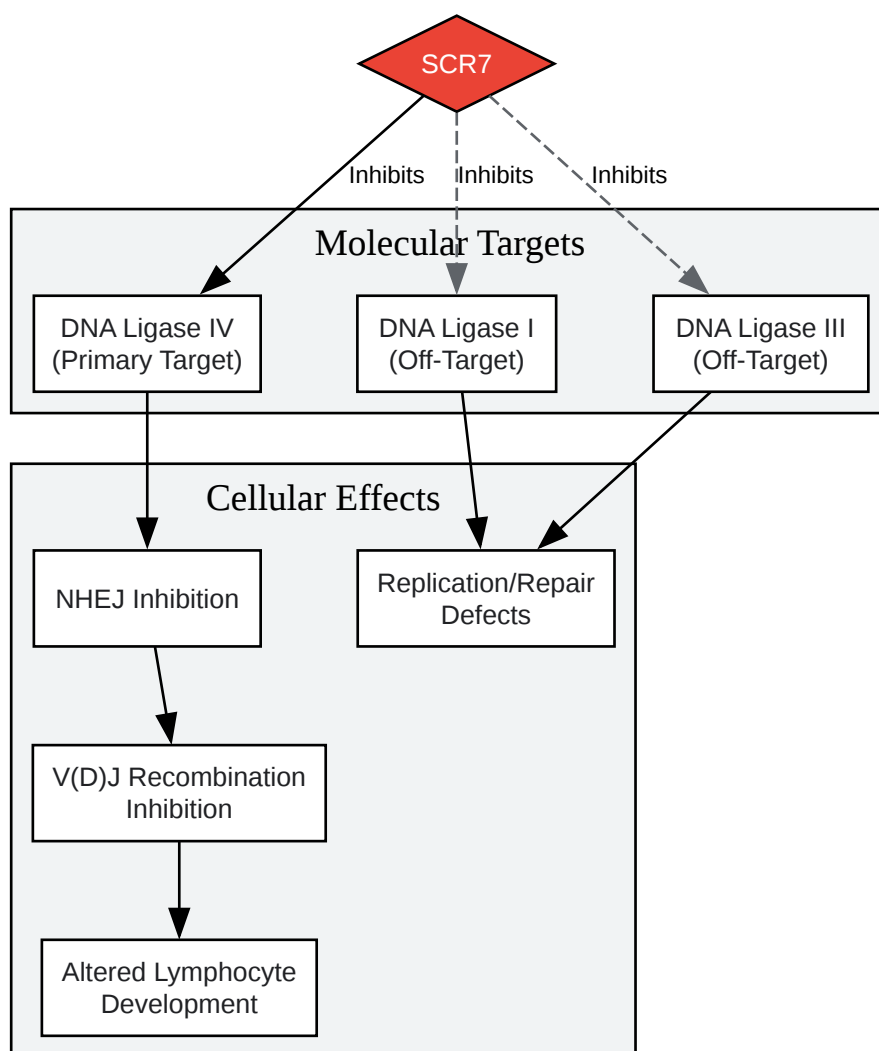 SCR7
Inhibits
Inhibits
Inhibits
Molecular Targets
DNA Ligase IV
(Primary Target)
DNA Ligase I
(Off-Target)
DNA Ligase III
(Off-Target)
Cellular Effects
NHEJ Inhibition
Replication/Repair
Defects
V(D)J Recombination
Inhibition
Altered Lymphocyte
Development